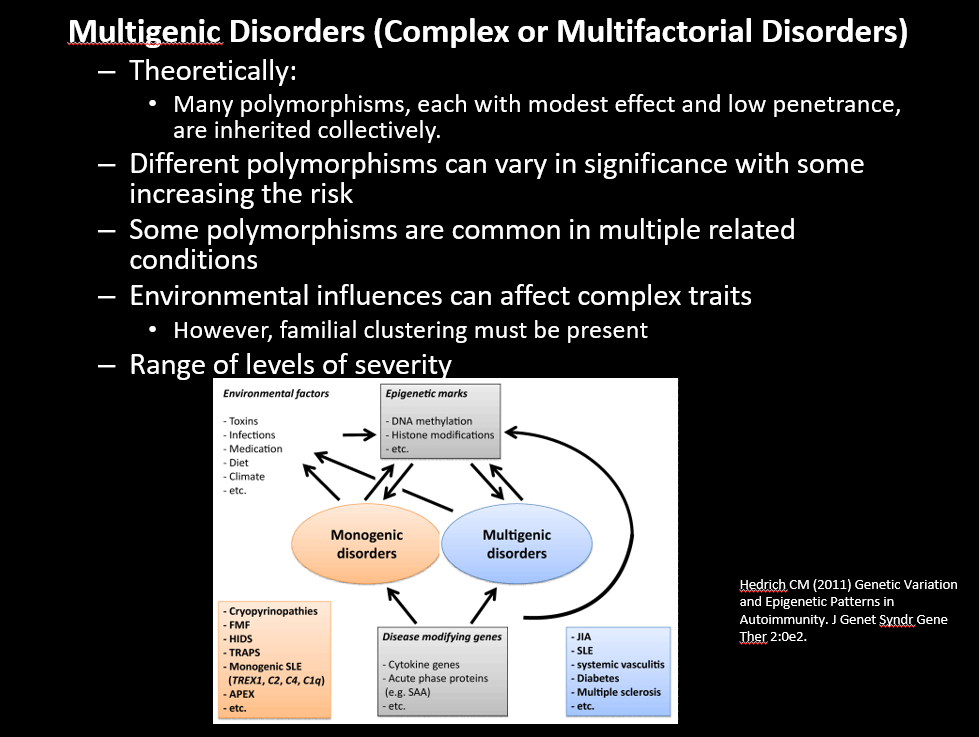 Multigenic Disorders (Complex or Multifactorial Disorders)
– Theoretically:
• Many polymorphisms, each with modest effect and low penetrance,
are inherited collectively.
– Different polymorphisms can vary in significance with some
increasing the risk
– Some polymorphisms are common in multiple related
conditions
– Environmental influences can affect complex traits
• However, familial clustering must be present
– Range of levels of severity
Environmental factors
- Toxins
- Infections
- Medication
- Diet
- Climate
- etc.
Epigenetic marks
- DNA methylation
- Histone modifications
- etc.
Monogenic
disorders
Multigenic
disorders
- Cryopyrinopathies
- FMF
- HIDS
- TRAPS
- Monogenic SLE
(TREX1, C2, C4, C1q)
- APEX
- etc.
Disease modifying genes
- Cytokine genes
- Acute phase proteins
(e.g. SAA)
- etc.
- JIA
- SLE
- systemic vasculitis
- Diabetes
- Multiple sclerosis
- etc.
Hedrich CM (2011) Genetic Variation
and Epigenetic Patterns in
Autoimmunity. J Genet Syndr Gene
Ther 2:0e2.